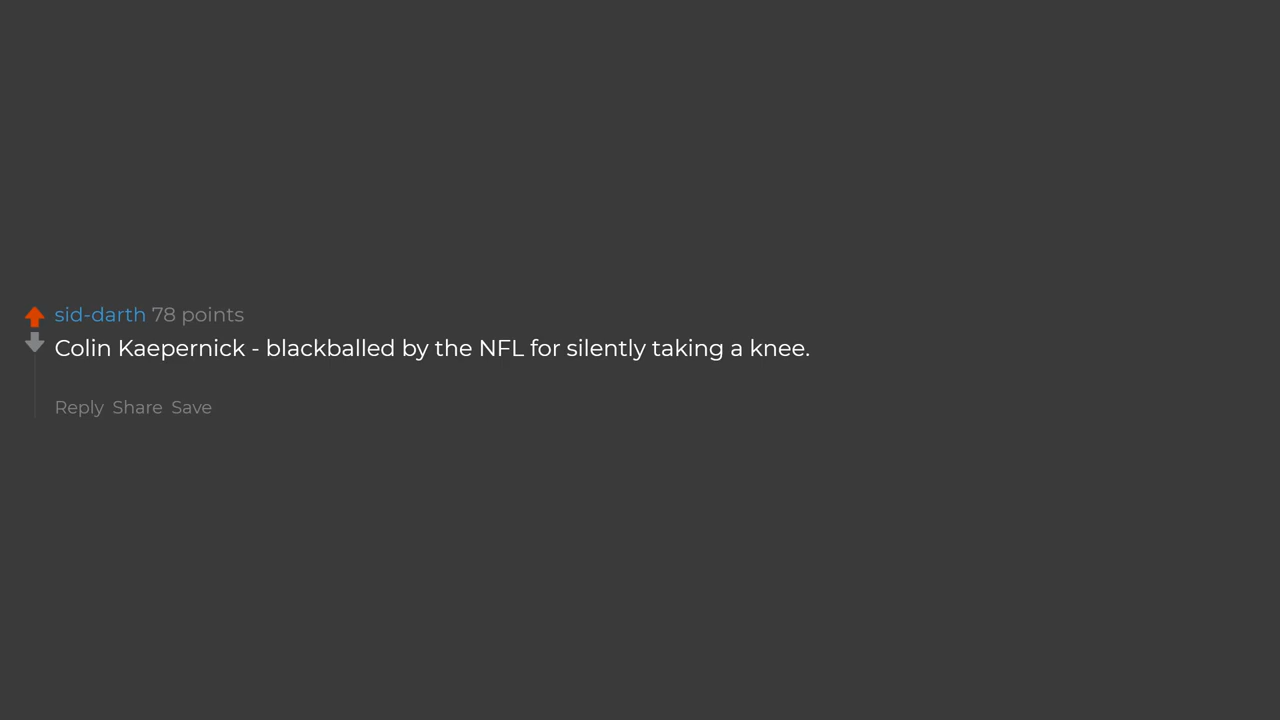 sid-darth 78 points
Colin Kaepernick - blackballed by the NFL for silently taking a knee.
Reply Share Save